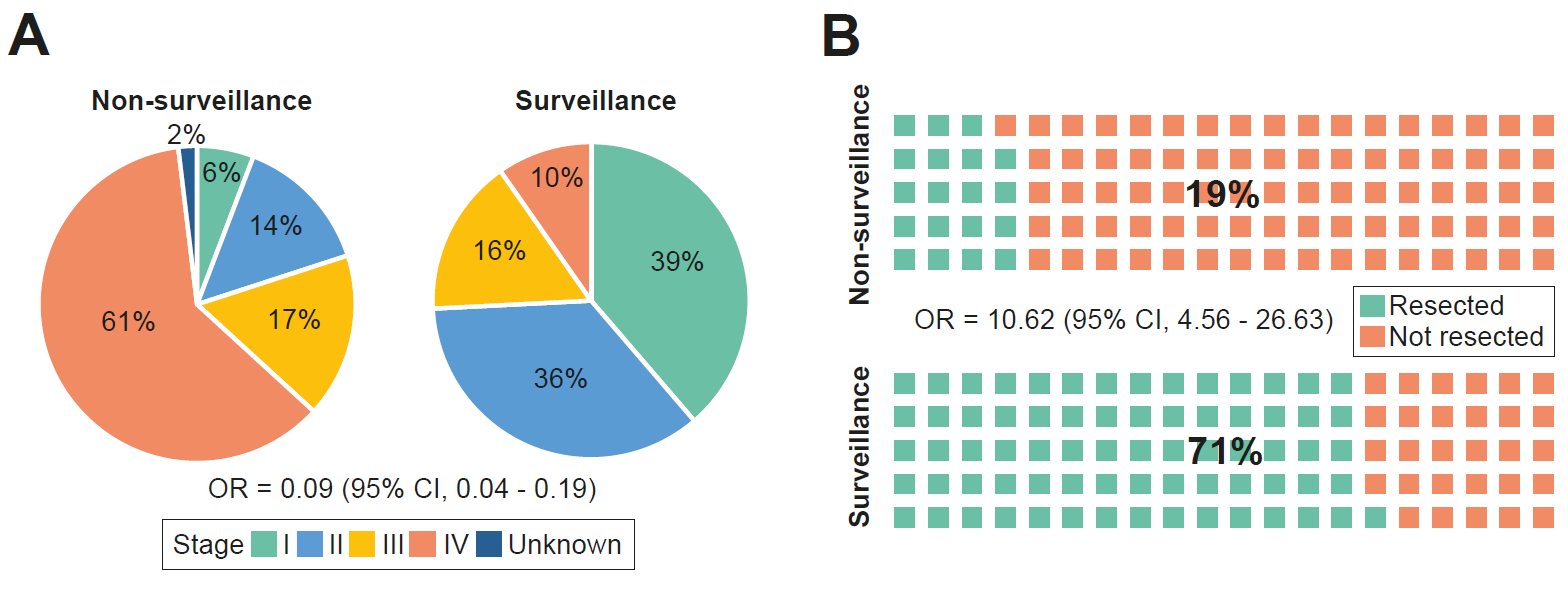 A
Non-surveillance
2%
6%
14%
17%
61%
Surveillance
10%
39%
16%
36%
OR = 0.09 (95% CI, 0.04 - 0.19)
Stage I II III IV Unknown
B
Non-surveillance
19%
OR = 10.62 (95% CI, 4.56 - 26.63)
Resected
Not resected
Surveillance
71%